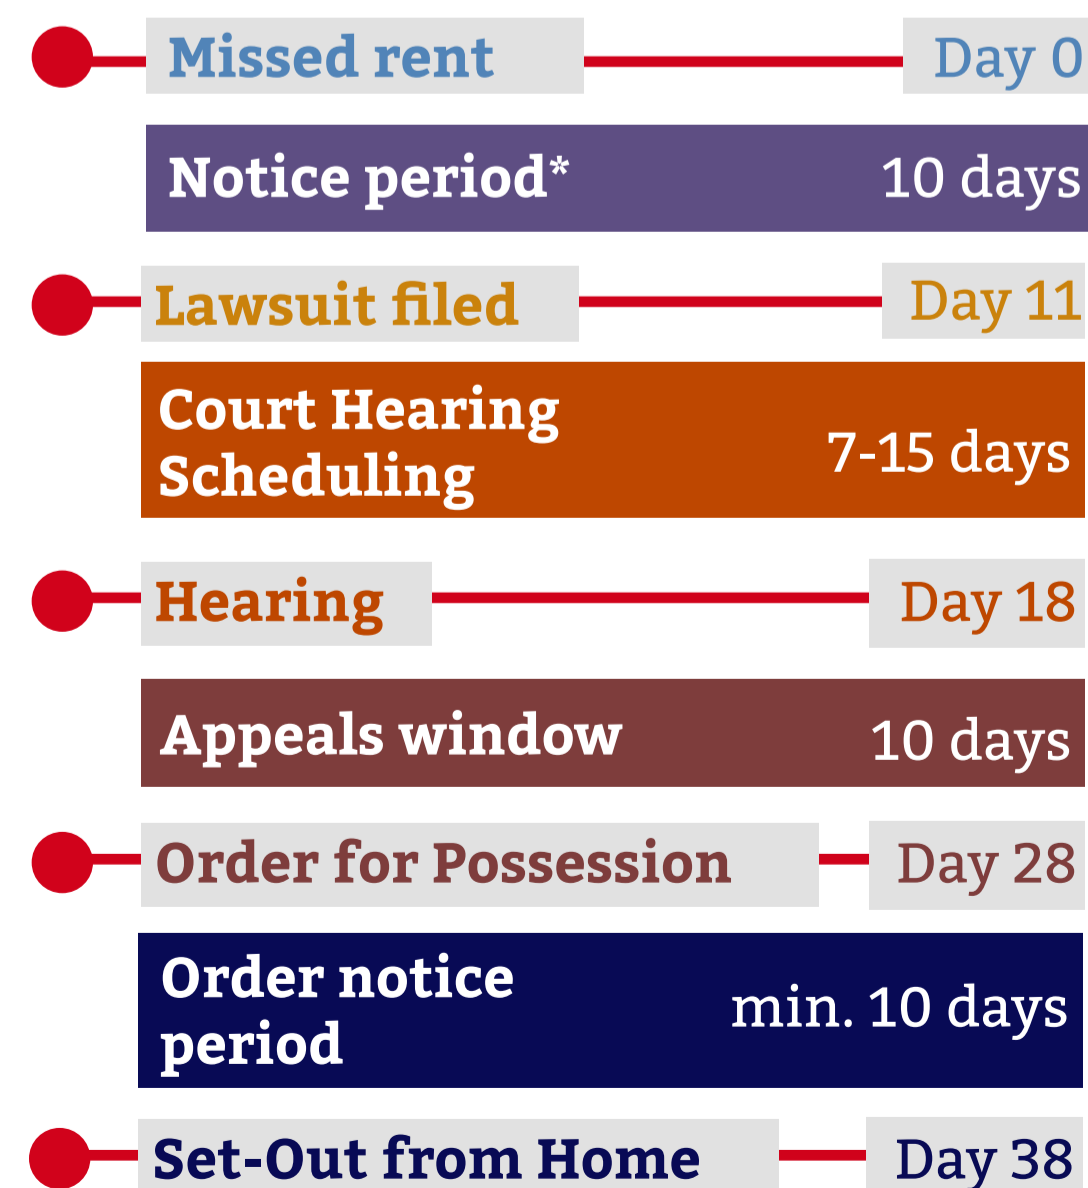 Missed rent Day 0
Notice period* 10 days
Lawsuit filed Day 11
Court Hearing
Scheduling 7-15 days
Hearing Day 18
Appeals window 10 days
Order for Possession Day 28
Order notice
period min. 10 days
Set-Out from Home Day 38